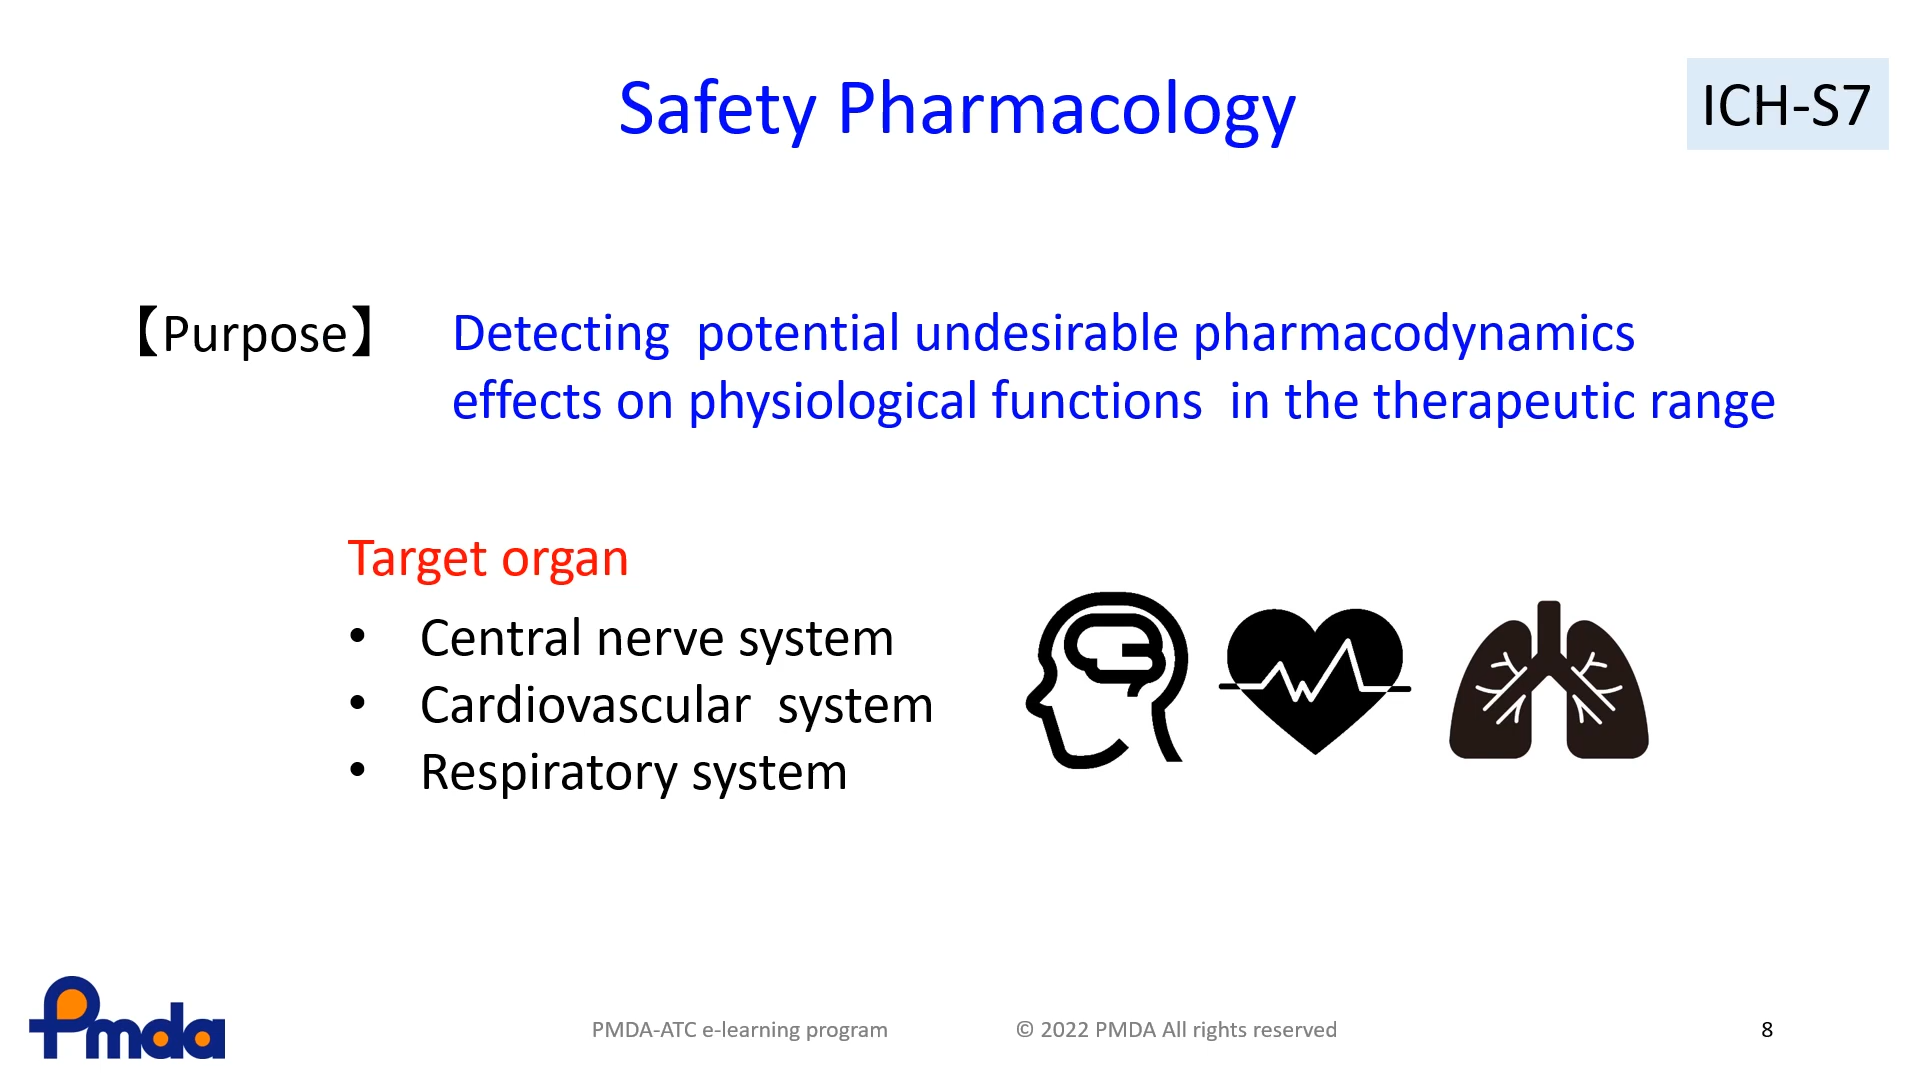 Safety Pharmacology
ICH-S7
【Purpose】 Detecting potential undesirable pharmacodynamics
effects on physiological functions in the therapeutic range
Target organ
• Central nerve system
• Cardiovascular system
• Respiratory system
Pmda
PMDA-ATC e-learning program
© 2022 PMDA All rights reserved
8